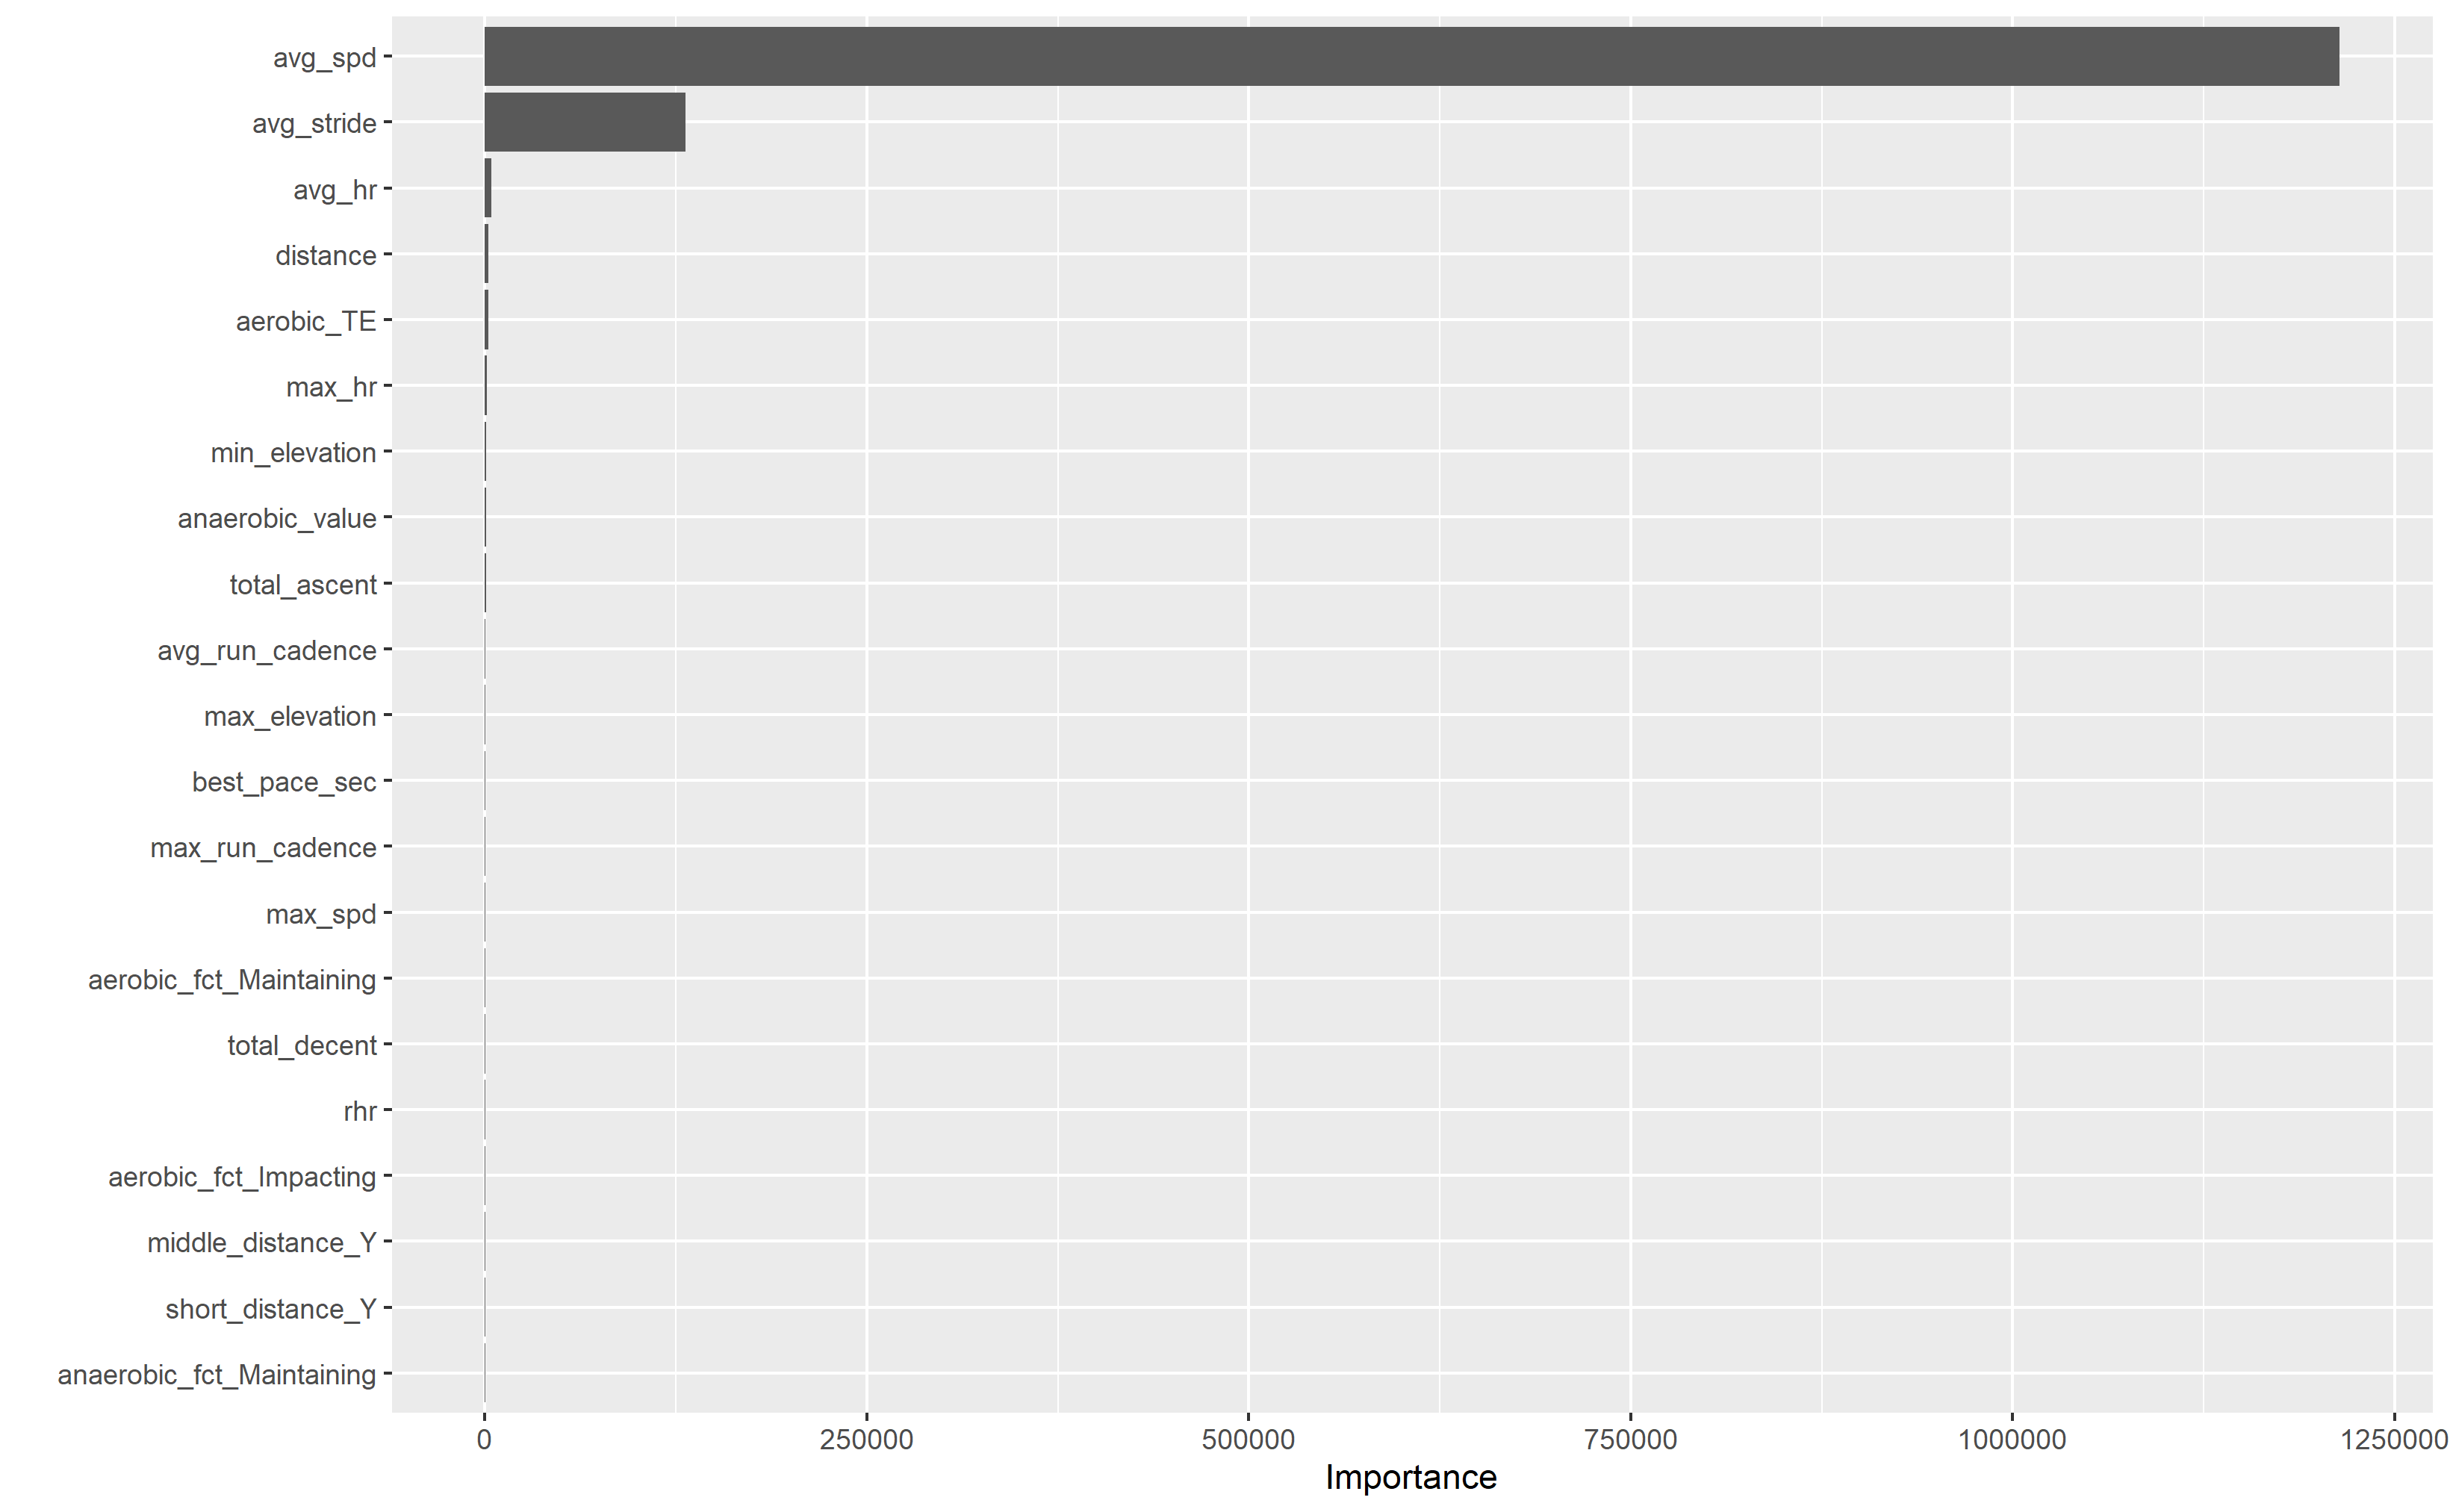 avg_spd
avg_stride
avg_hr
distance
aerobic_TE
max_hr
min_elevation
anaerobic_value
total_ascent
avg_run_cadence
max_elevation
best_pace_sec
max_run_cadence
max_spd
aerobic_fct_Maintaining
total_decent
rhr
aerobic_fct_Impacting
middle_distance_Y
short_distance_Y
anaerobic_fct_Maintaining
0 250000 500000 750000 1000000 1250000
Importance